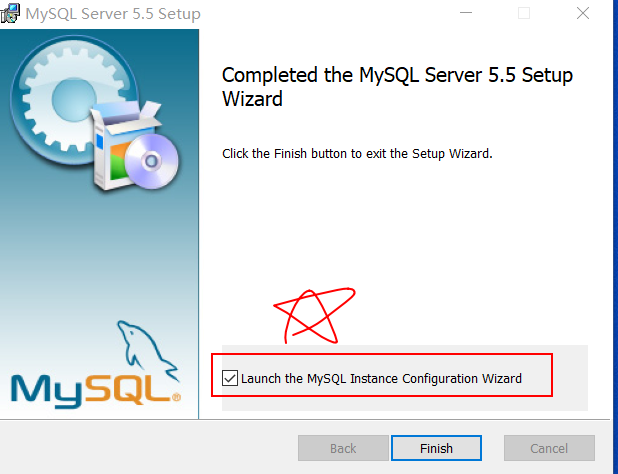 MySQL Server 5.5 Setup
Completed the MySQL Server 5.5 Setup
Wizard
Click the Finish button to exit the Setup Wizard.
MySQL®
Launch the MySQL Instance Configuration Wizard
Back
Finish
Cancel